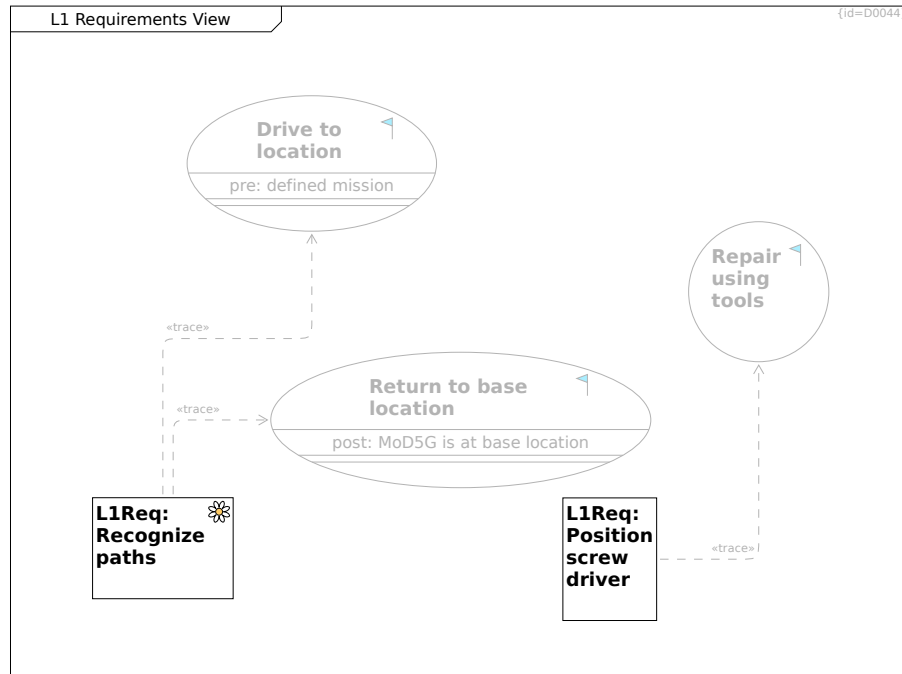 L1 Requirements View
{id=D0044
Drive to
location
pre: defined mission
Repair
using
tools
«trace»
Return to base
location
«trace»
post: MoD5G is at base location
L1Req:
Recognize
paths
L1Req:
Position
screw
driver
«trace»